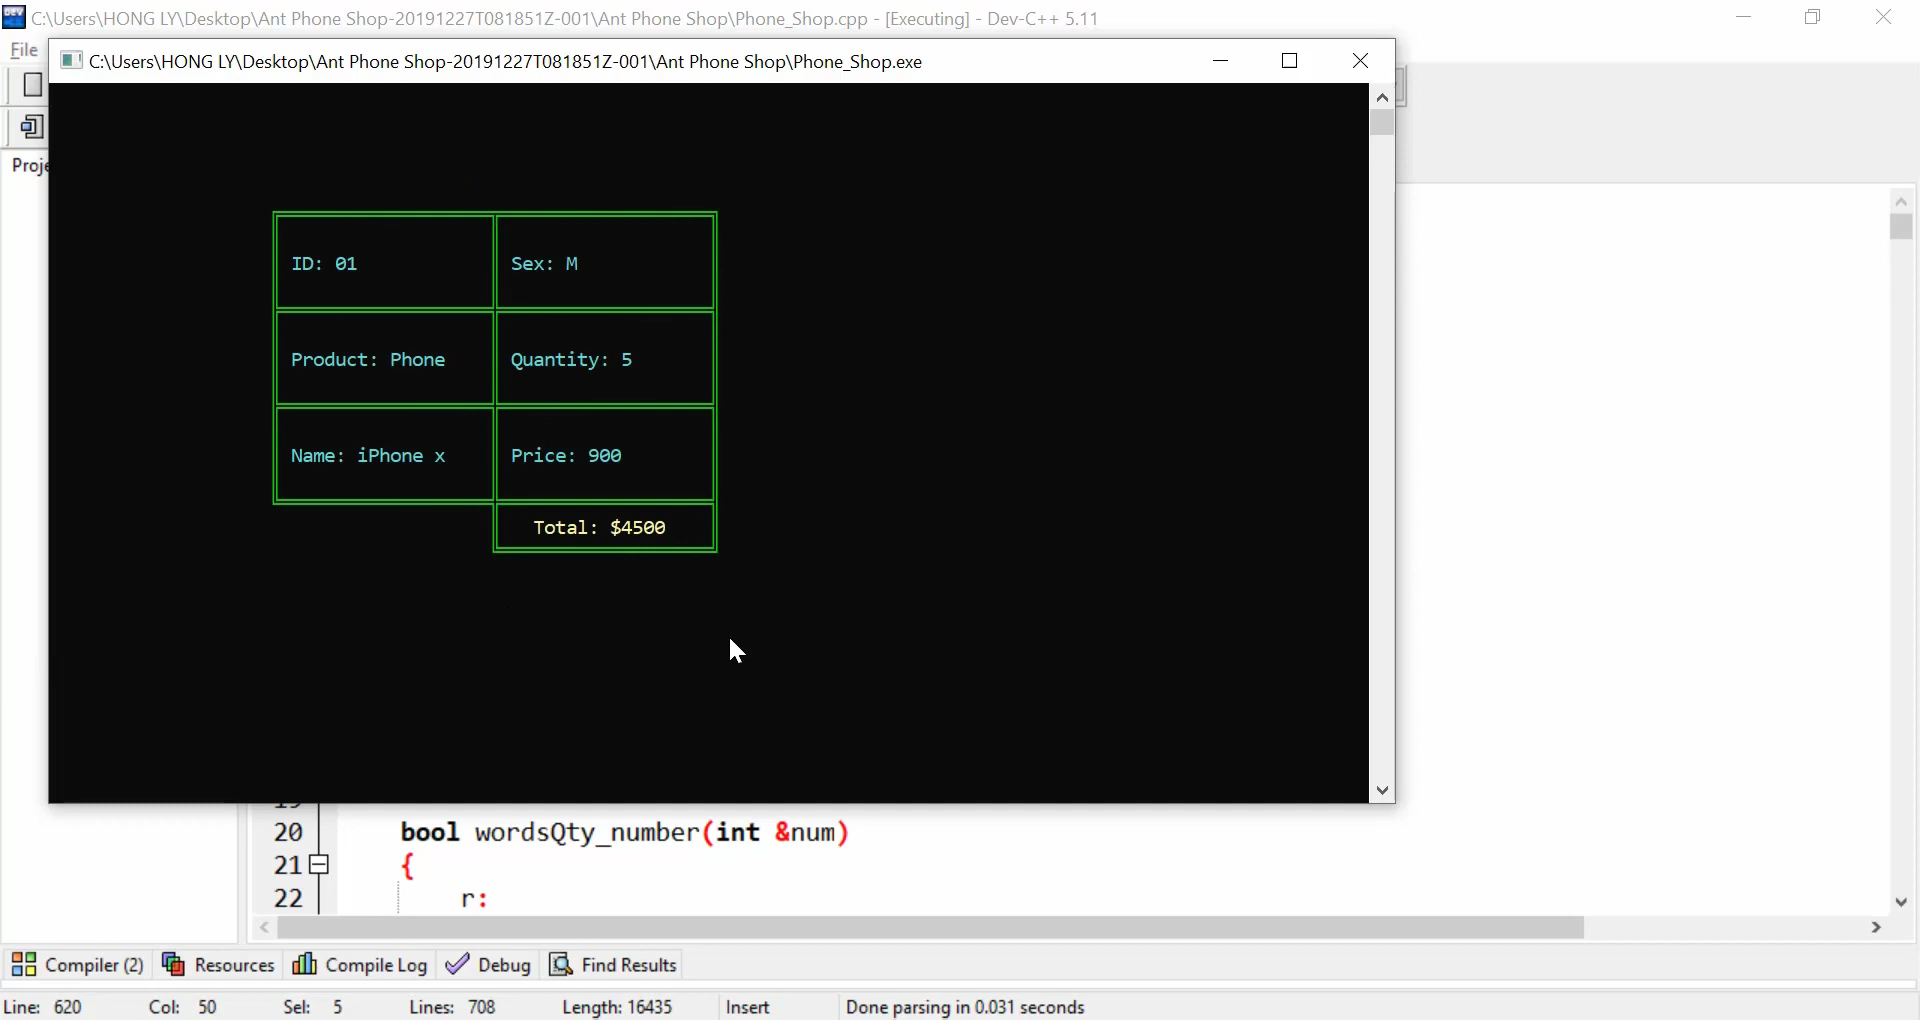 C:\Users\HONG LY\Desktop\Ant Phone Shop-20191227T081851Z-001\Ant Phone Shop\Phone_Shop.cpp - [Executing] - Dev-C++ 5.11
File
C:\Users\HONG LY\Desktop\Ant Phone Shop-20191227T081851Z-001\Ant Phone Shop\Phone_Shop.exe
ID: 01 Sex: M
Product: Phone Quantity: 5
Name: iPhone x Price: 900
Total: $4500
20 bool wordsQty_number(int &num)
21 {
22 r:
Compiler (2) Resources Compile Log Debug Find Results
Line: 620 Col: 50 Sel: 5 Lines: 708 Length: 16435 Insert Done parsing in 0.031 seconds